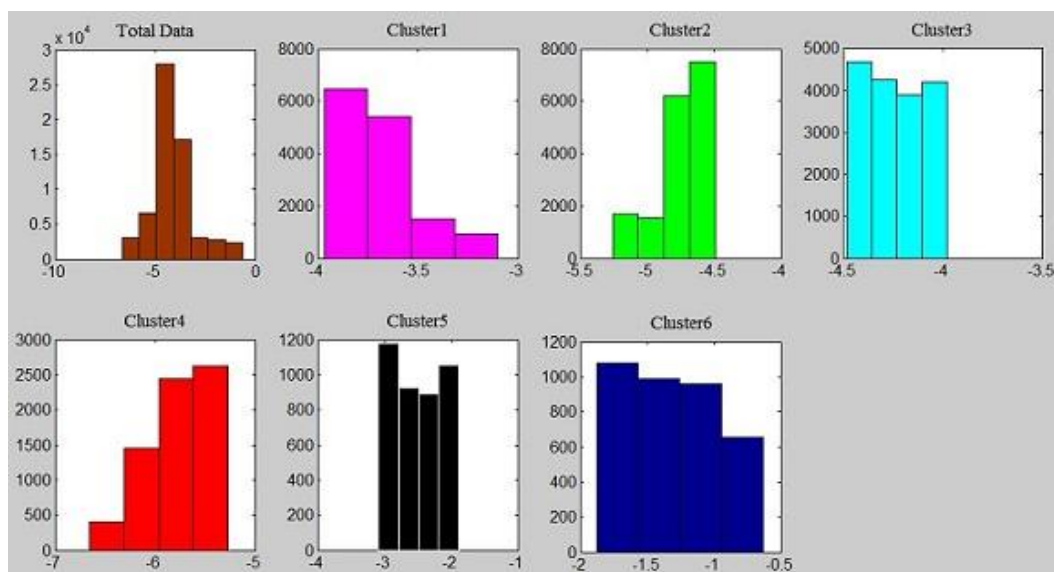 Total Data
x 10⁴
3
2.5
2
1.5
1
0.5
0
-10 -5 0
Cluster1
8000
6000
4000
2000
0
-4 -3.5 -3
Cluster2
8000
6000
4000
2000
0
-5.5 -5 -4.5 -4
Cluster3
5000
4000
3000
2000
1000
0
-4.5 -4 -3.5
Cluster4
3000
2500
2000
1500
1000
500
0
-7 -6 -5
Cluster5
1200
1000
800
600
400
200
0
-4 -3 -2 -1
Cluster6
1200
1000
800
600
400
200
0
-2 -1.5 -1 -0.5